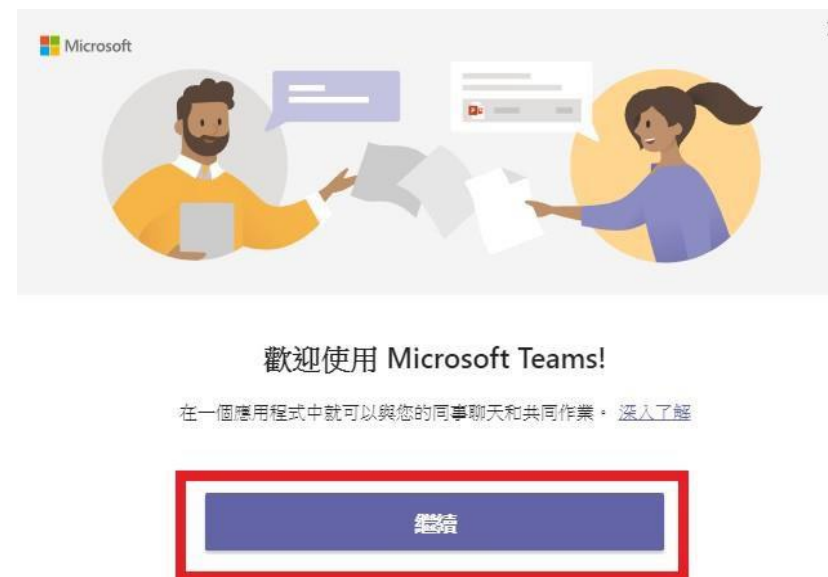 Microsoft
歡迎使用 Microsoft Teams!
在一個應用程式中就可以與您的同事聊天和共同作業。 深入了解
繼續